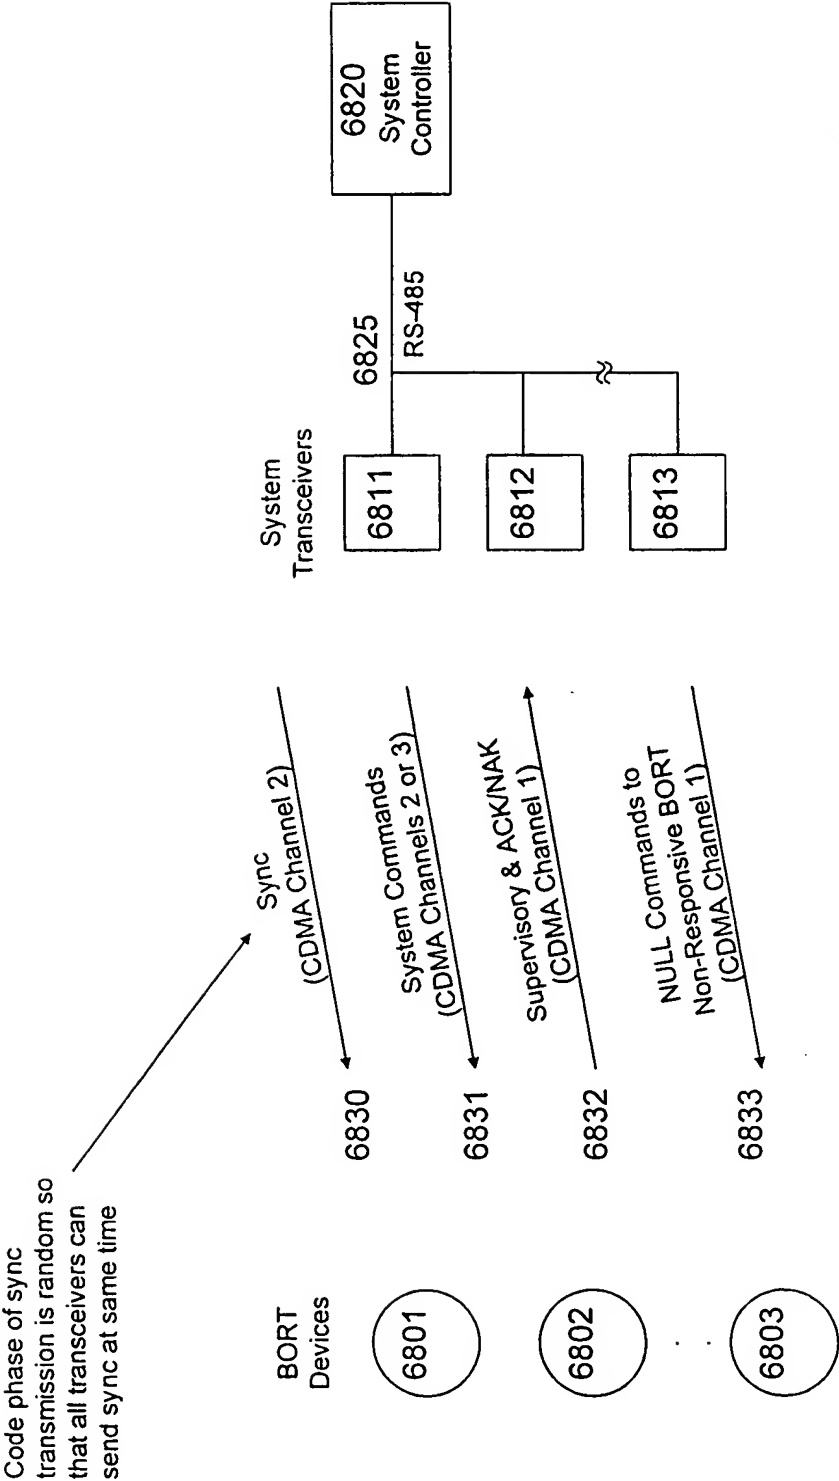 Code phase of sync
transmission is random so
that all transceivers can
send sync at same time
BORT
Devices
6801
6802
6803
6830
6831
6832
6833
Sync
(CDMA Channel 2)
System Commands
(CDMA Channels 2 or 3)
Supervisory & ACK/NAK
(CDMA Channel 1)
NULL Commands to
Non-Responsive BORT
(CDMA Channel 1)
System
Transceivers
6811
6812
6813
6825
RS-485
6820
System
Controller